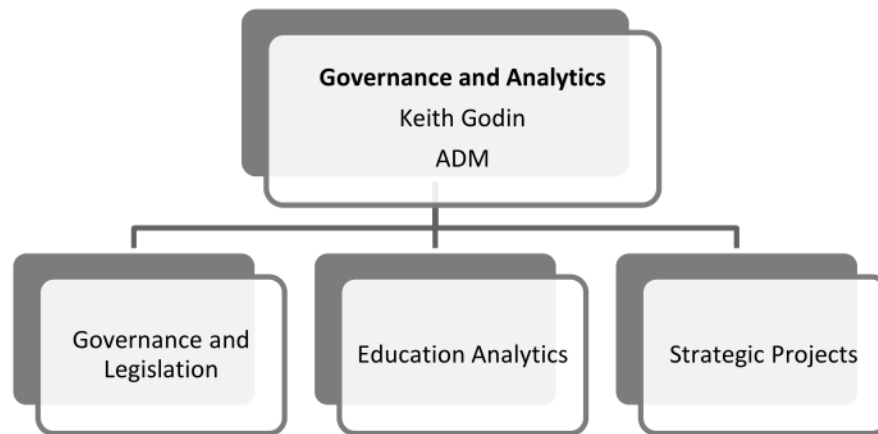 Governance and Analytics
Keith Godin
ADM
Governance and
Legislation
Education Analytics
Strategic Projects